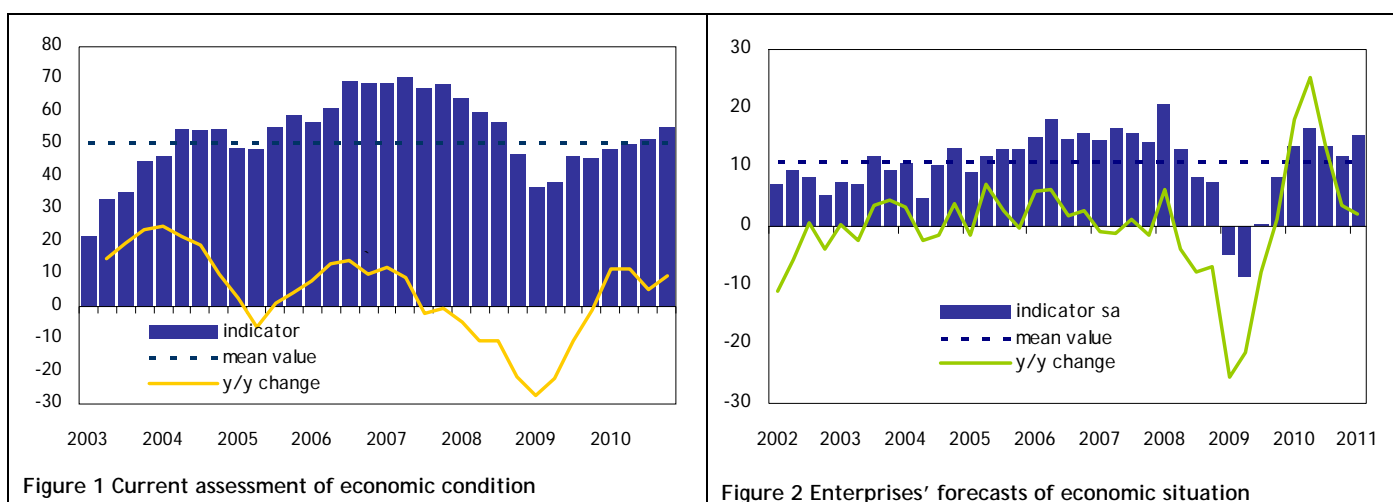 80
70
60
50
40
30
20
10
0
-10
-20
-30
indicator
mean value
y/y change
2003 2004 2005 2006 2007 2008 2009 2010
Figure 1 Current assessment of economic condition
30
20
10
0
-10
-20
-30
indicator sa
mean value
y/y change
2002 2003 2004 2005 2006 2007 2008 2009 2010 2011
Figure 2 Enterprises' forecasts of economic situation